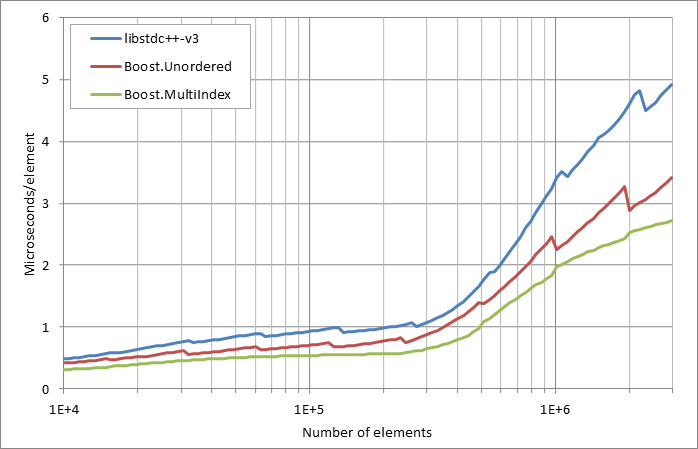 6
5
4
3
2
1
0
Microseconds/element
libstdc++-v3
Boost.Unordered
Boost.MultiIndex
1E+4
1E+5
1E+6
Number of elements